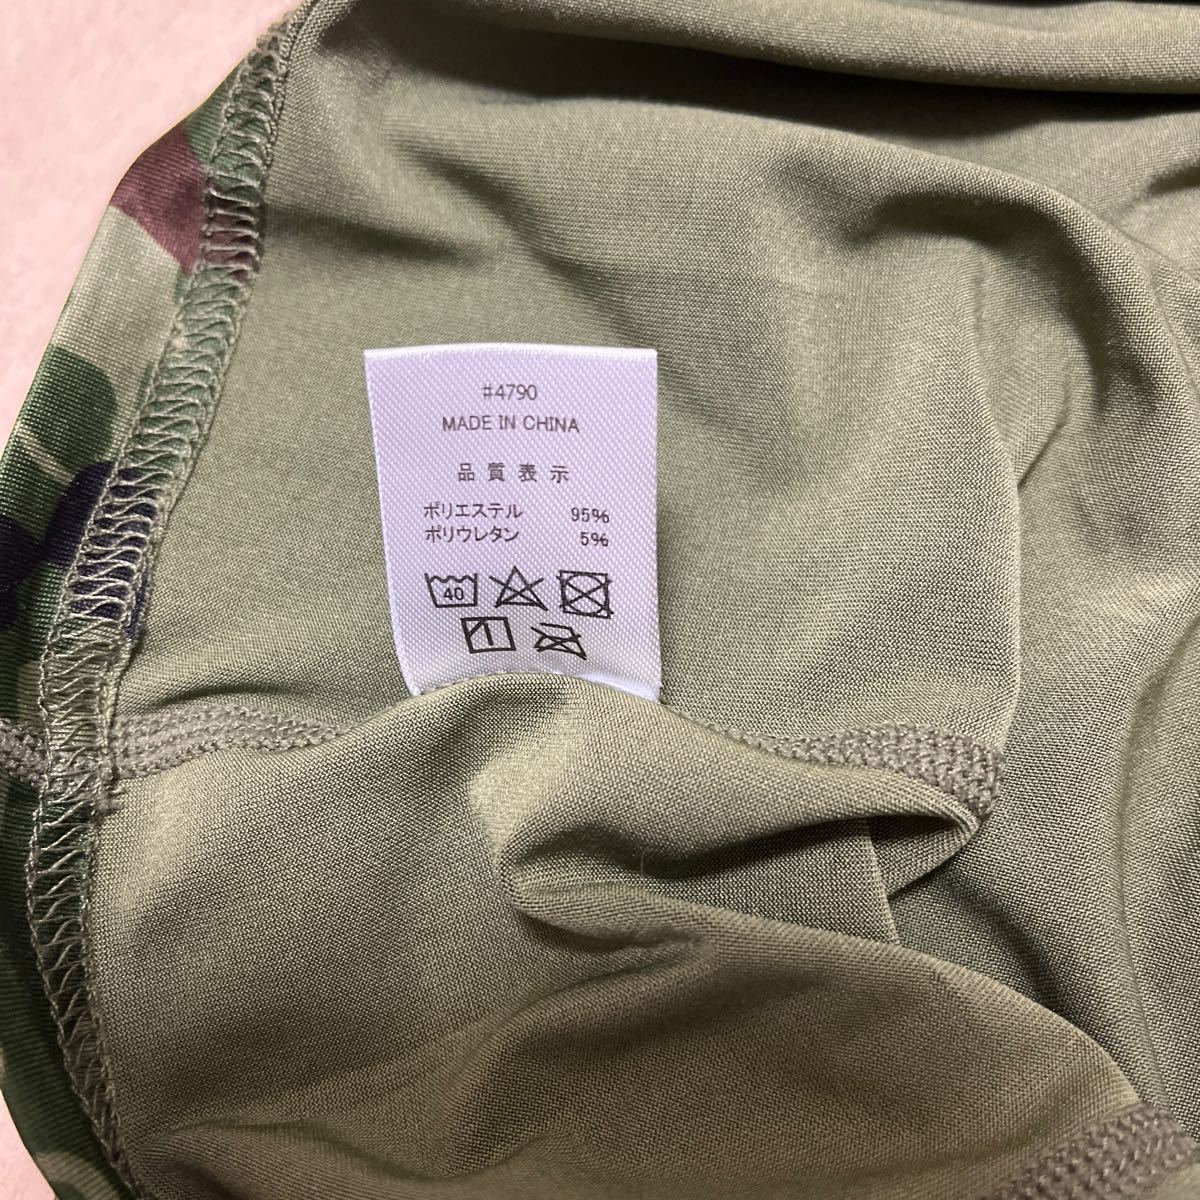 #4790
MADE IN CHINA
品質表示
ポリエステル 95%
ポリウレタン 5%
40